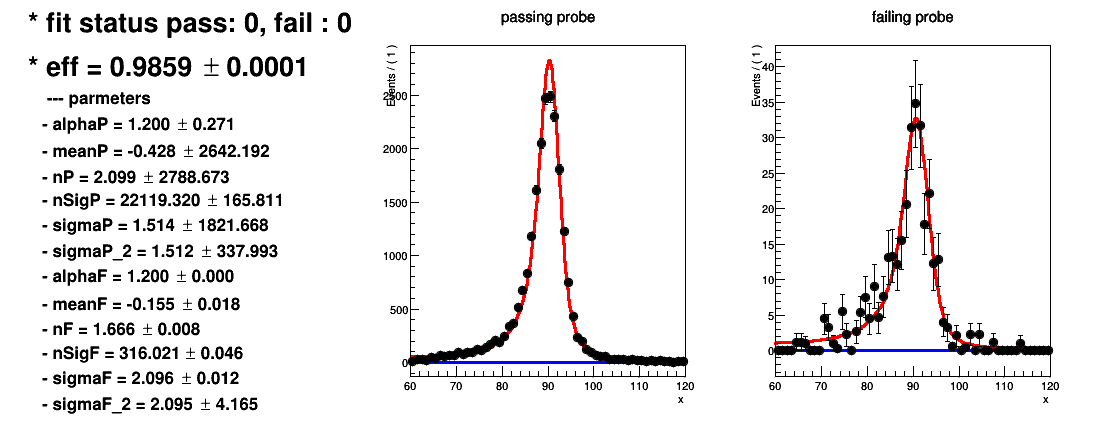 * fit status pass: 0, fail : 0
* eff = 0.9859 ± 0.0001
--- parmeters
- alphaP = 1.200 ± 0.271
- meanP = -0.428 ± 2642.192
- nP = 2.099 ± 2788.673
- nSigP = 22119.320 ± 165.811
- sigmaP = 1.514 ± 1821.668
- sigmaP_2 = 1.512 ± 337.993
- alphaF = 1.200 ± 0.000
- meanF = -0.155 ± 0.018
- nF = 1.666 ± 0.008
- nSigF = 316.021 ± 0.046
- sigmaF = 2.096 ± 0.012
- sigmaF_2 = 2.095 ± 4.165
passing probe
Events / ( 1 )
2500
2000
1500
1000
500
0
60 70 80 90 100 110 120
x
failing probe
Events / ( 1 )
40
35
30
25
20
15
10
5
0
60 70 80 90 100 110 120
x